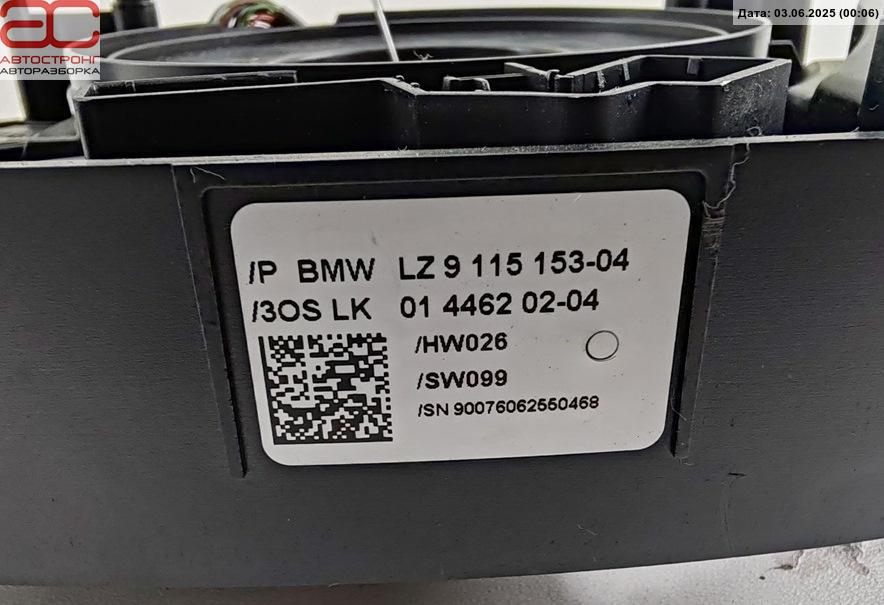 ac
АВТОСТРОНГ
АВТОРАЗБОРКА
Дата: 03.06.2025 (00:06)
/P BMW LZ 9 115 153-04
/3OS LK 01 4462 02-04
/HW026
/SW099
/SN 90076062550468